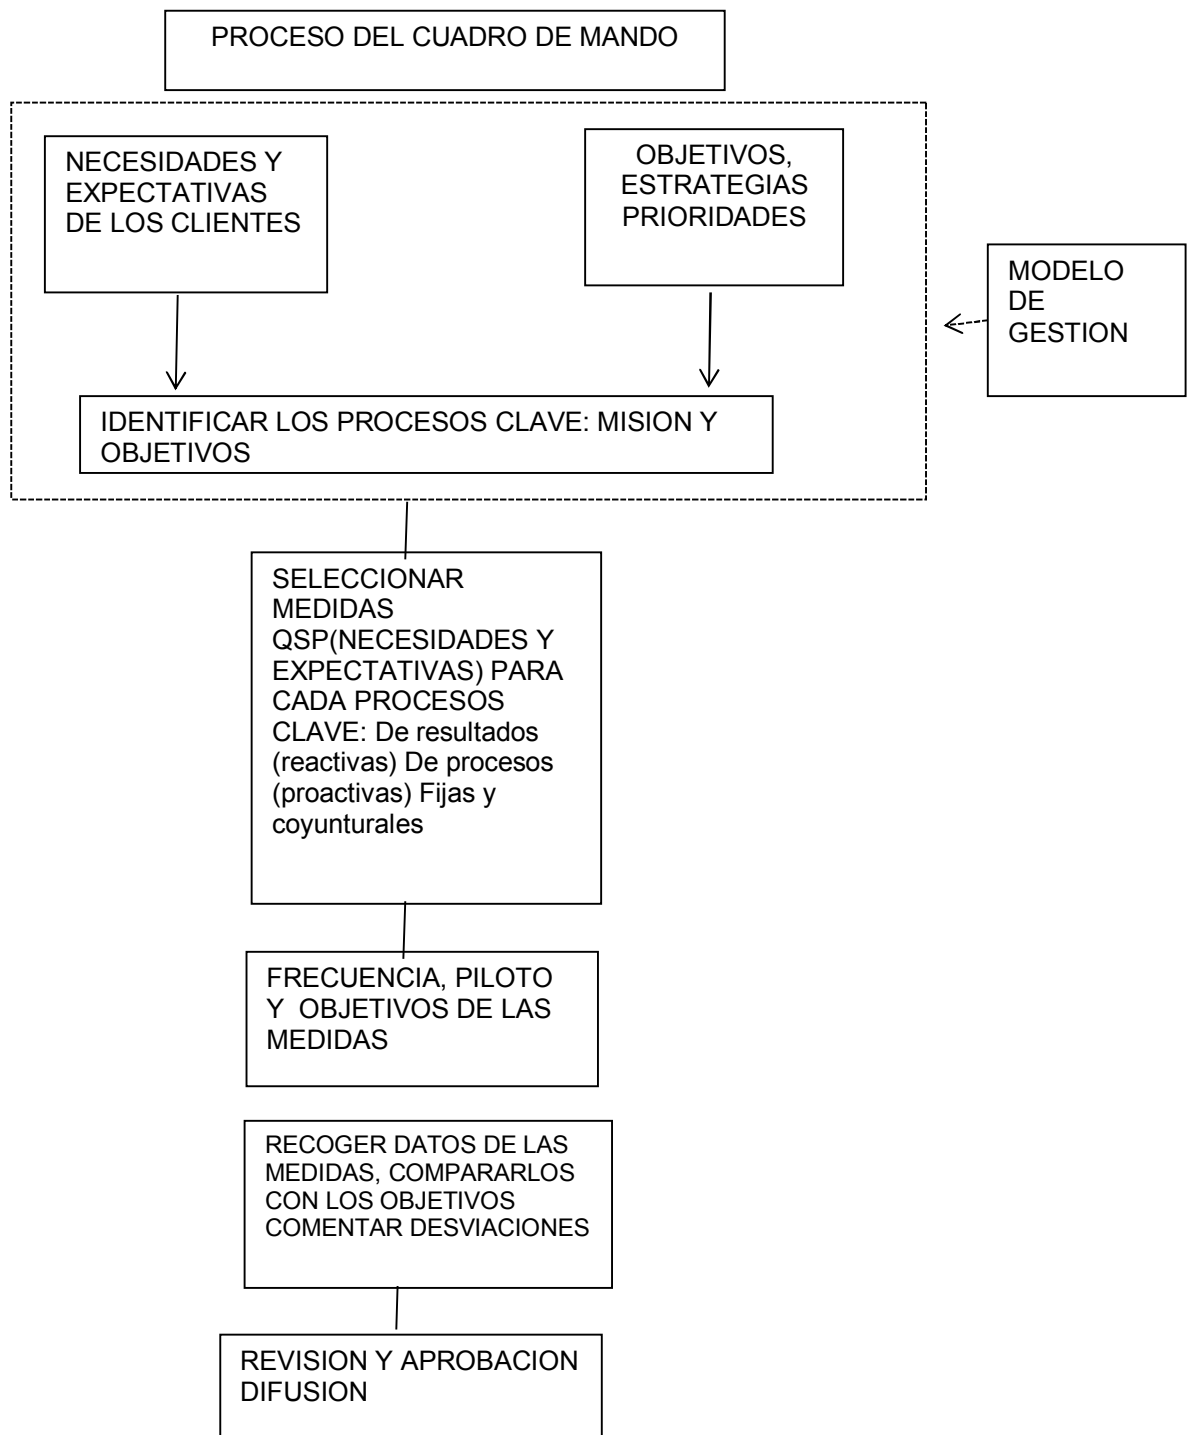 PROCESO DEL CUADRO DE MANDO
NECESIDADES Y
EXPECTATIVAS
DE LOS CLIENTES
OBJETIVOS,
ESTRATEGIAS
PRIORIDADES
MODELO
DE
GESTION
IDENTIFICAR LOS PROCESOS CLAVE: MISION Y
OBJETIVOS
SELECCIONAR
MEDIDAS
QSP(NECESIDADES Y
EXPECTATIVAS) PARA
CADA PROCESOS
CLAVE: De resultados
(reactivas) De procesos
(proactivas) Fijas y
coyunturales
FRECUENCIA, PILOTO
Y OBJETIVOS DE LAS
MEDIDAS
RECOGER DATOS DE LAS
MEDIDAS, COMPARARLOS
CON LOS OBJETIVOS
COMENTAR DESVIACIONES
REVISION Y APROBACION
DIFUSION